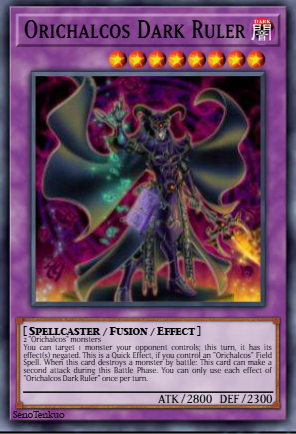 Orichalcos Dark Ruler
DARK
[ Spellcaster / Fusion / Effect ]
2 "Orichalcos" monsters
You can target 1 monster your opponent controls; this turn, it has its
effect(s) negated. This is a Quick Effect, if you control an "Orichalcos" Field
Spell. When this card destroys a monster by battle: This card can make a
second attack during this Battle Phase. You can only use each effect of
"Orichalcos Dark Ruler" once per turn.
ATK / 2800 DEF / 2300
SenoTenkuo